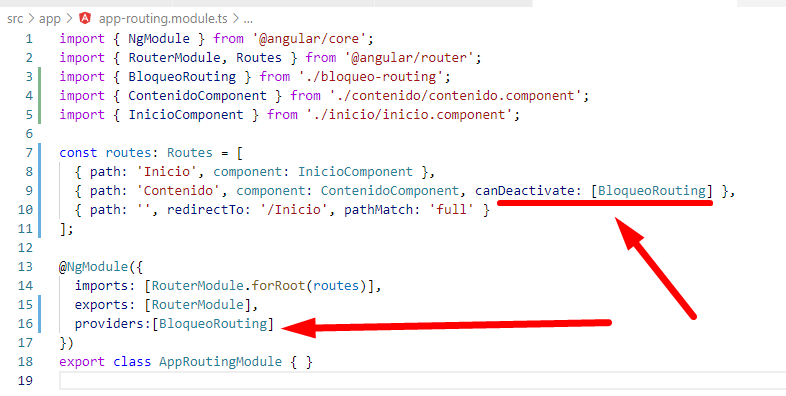 src > app > app-routing.module.ts > ...
1 import { NgModule } from '@angular/core';
2 import { RouterModule, Routes } from '@angular/router';
3 import { BloqueoRouting } from './bloqueo-routing';
4 import { ContenidoComponent } from './contenido/contenido.component';
5 import { InicioComponent } from './inicio/inicio.component';
6
7 const routes: Routes = [
8   { path: 'Inicio', component: InicioComponent },
9   { path: 'Contenido', component: ContenidoComponent, canDeactivate: [BloqueoRouting] },
10   { path: '', redirectTo: '/Inicio', pathMatch: 'full' }
11 ];
12
13 @NgModule({
14   imports: [RouterModule.forRoot(routes)],
15   exports: [RouterModule],
16   providers:[BloqueoRouting]
17 })
18 export class AppRoutingModule { }
19